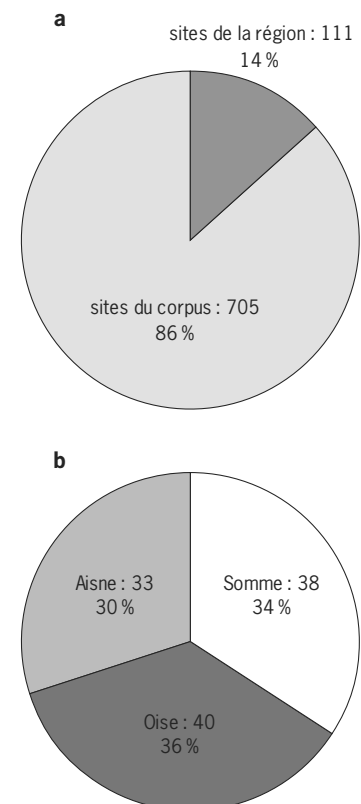 a
sites de la région : 111
14 %
sites du corpus : 705
86 %
b
Aisne : 33
30 %
Somme : 38
34 %
Oise : 40
36 %